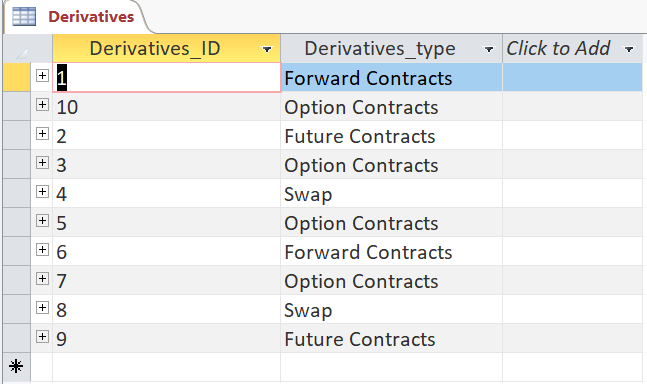 Derivatives
Derivatives_ID Derivatives_type Click to Add
1 Forward Contracts
10 Option Contracts
2 Future Contracts
3 Option Contracts
4 Swap
5 Option Contracts
6 Forward Contracts
7 Option Contracts
8 Swap
9 Future Contracts